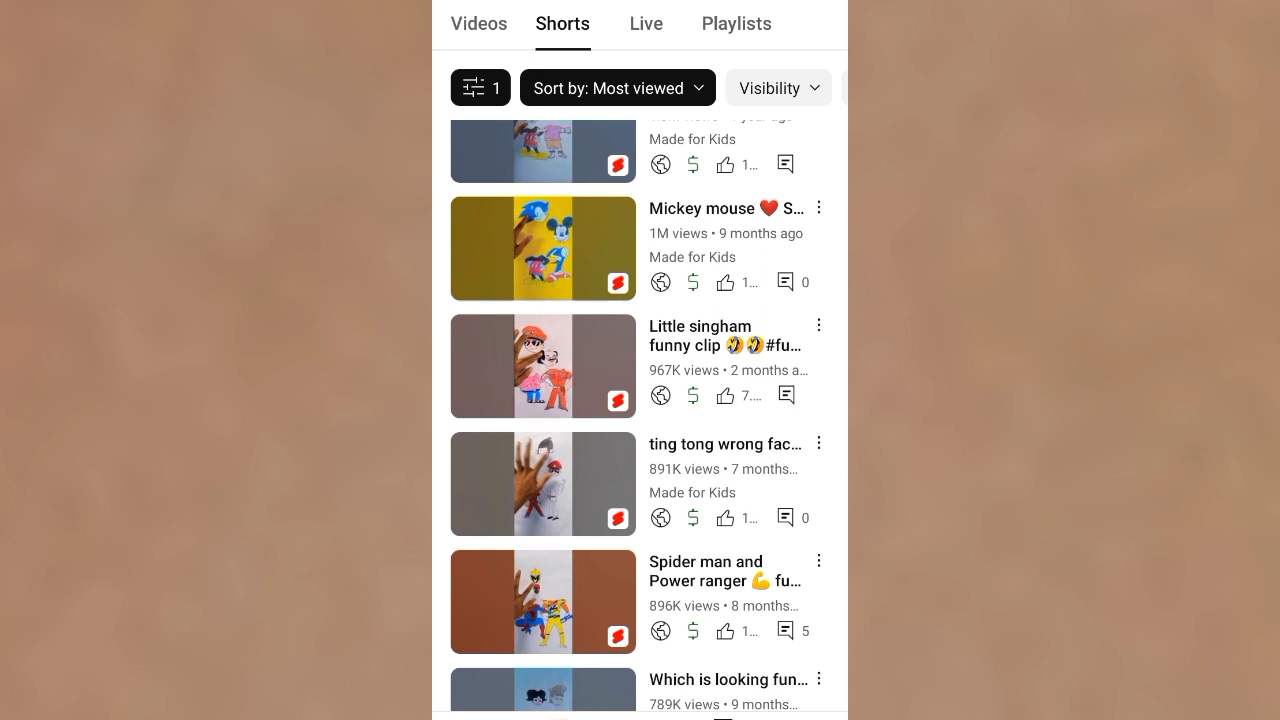 Videos Shorts Live Playlists
1 Sort by: Most viewed Visibility
Made for Kids
1...
Mickey mouse ❤️ S...
1M views • 9 months ago
Made for Kids
1... 0
Little singham
funny clip 🤣🤣#fu...
967K views • 2 months a...
7....
ting tong wrong fac...
891K views • 7 months...
Made for Kids
1... 0
Spider man and
Power ranger 💪 fu...
896K views • 8 months...
1... 5
Which is looking fun...
789K views • 9 months...